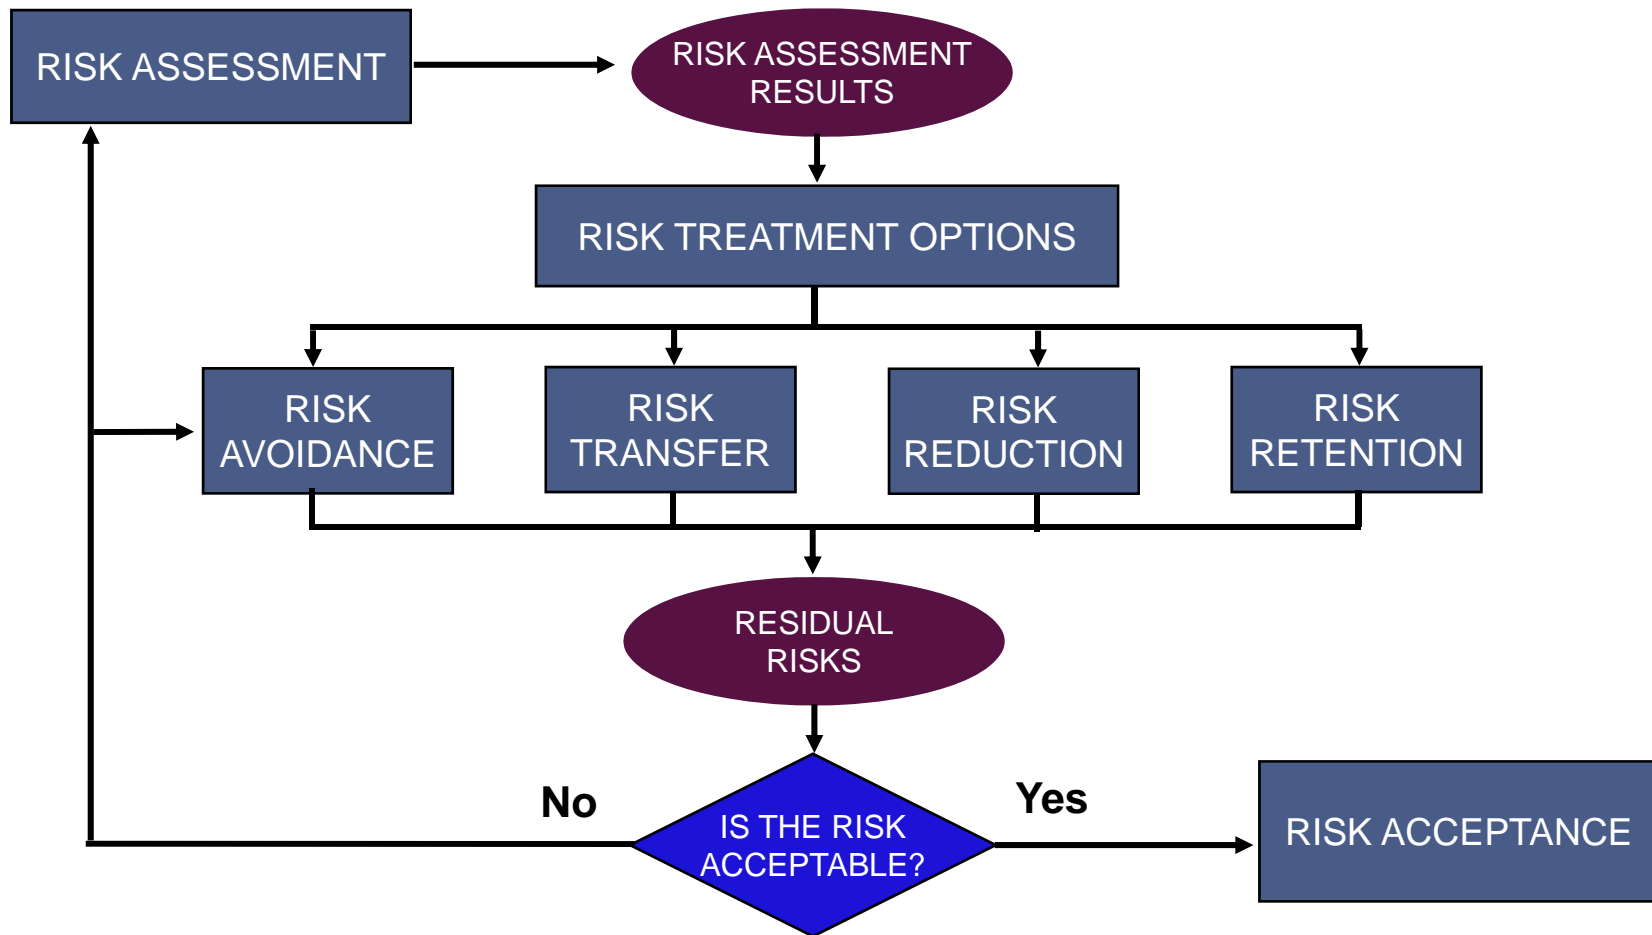 RISK ASSESSMENT
RISK ASSESSMENT
RESULTS
RISK TREATMENT OPTIONS
RISK
AVOIDANCE
RISK
TRANSFER
RISK
REDUCTION
RISK
RETENTION
RESIDUAL
RISKS
No
Yes
IS THE RISK
ACCEPTABLE?
RISK ACCEPTANCE